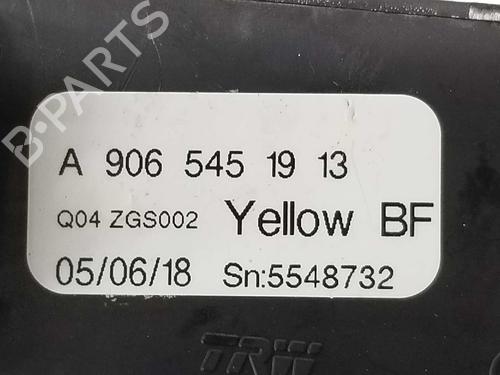 A 906 545 19 13
Q04 ZGS002 Yellow BF
05/06/18 Sn:5548732
TRW
B-PARTS